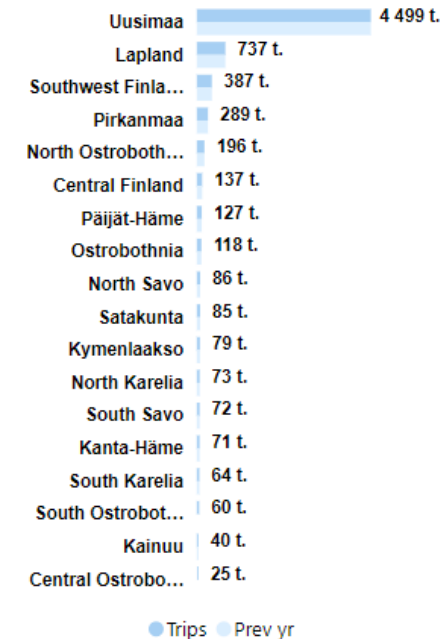 Uusimaa 4 499 t.
Lapland 737 t.
Southwest Finla... 387 t.
Pirkanmaa 289 t.
North Ostroboth... 196 t.
Central Finland 137 t.
Päijät-Häme 127 t.
Ostrobothnia 118 t.
North Savo 86 t.
Satakunta 85 t.
Kymenlaakso 79 t.
North Karelia 73 t.
South Savo 72 t.
Kanta-Häme 71 t.
South Karelia 64 t.
South Ostrobot... 60 t.
Kainuu 40 t.
Central Ostrobo... 25 t.
Trips Prev yr